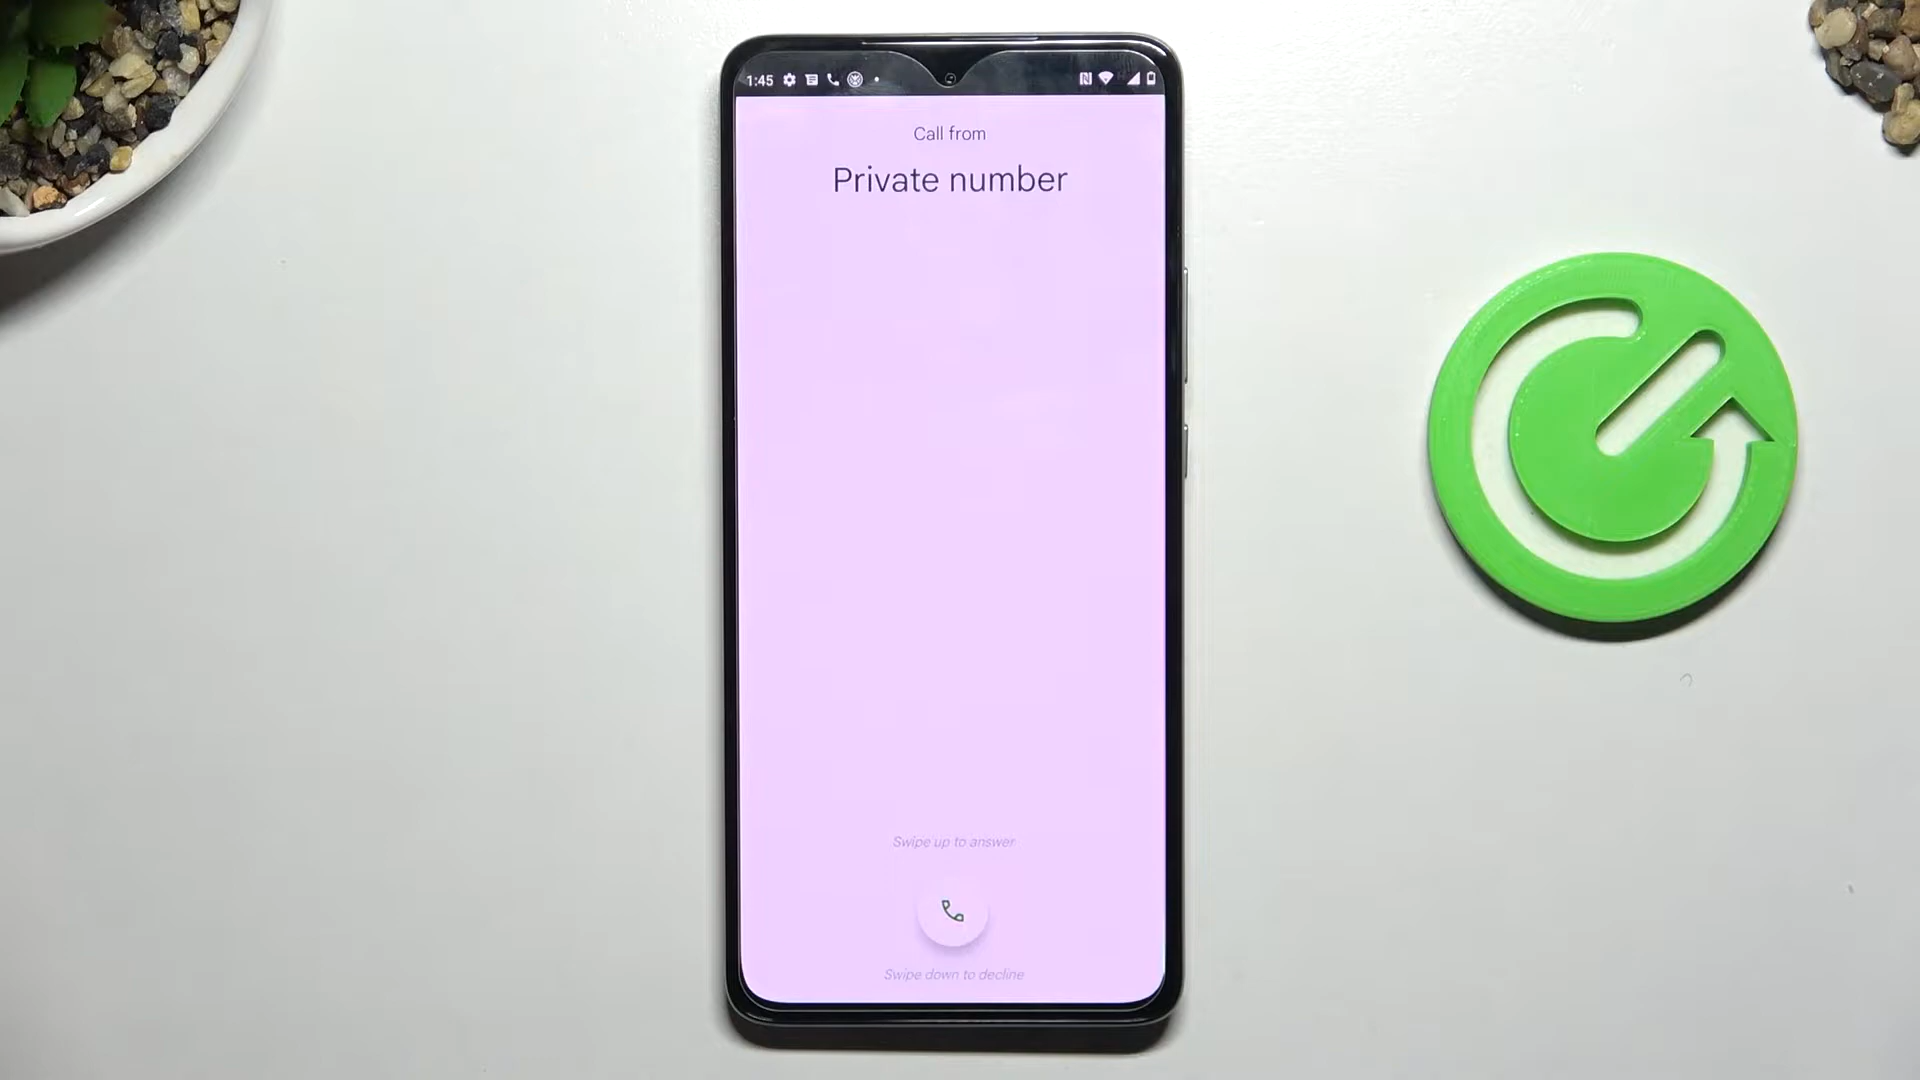 1:45
Call from
Private number
Swipe up to answer
Swipe down to decline